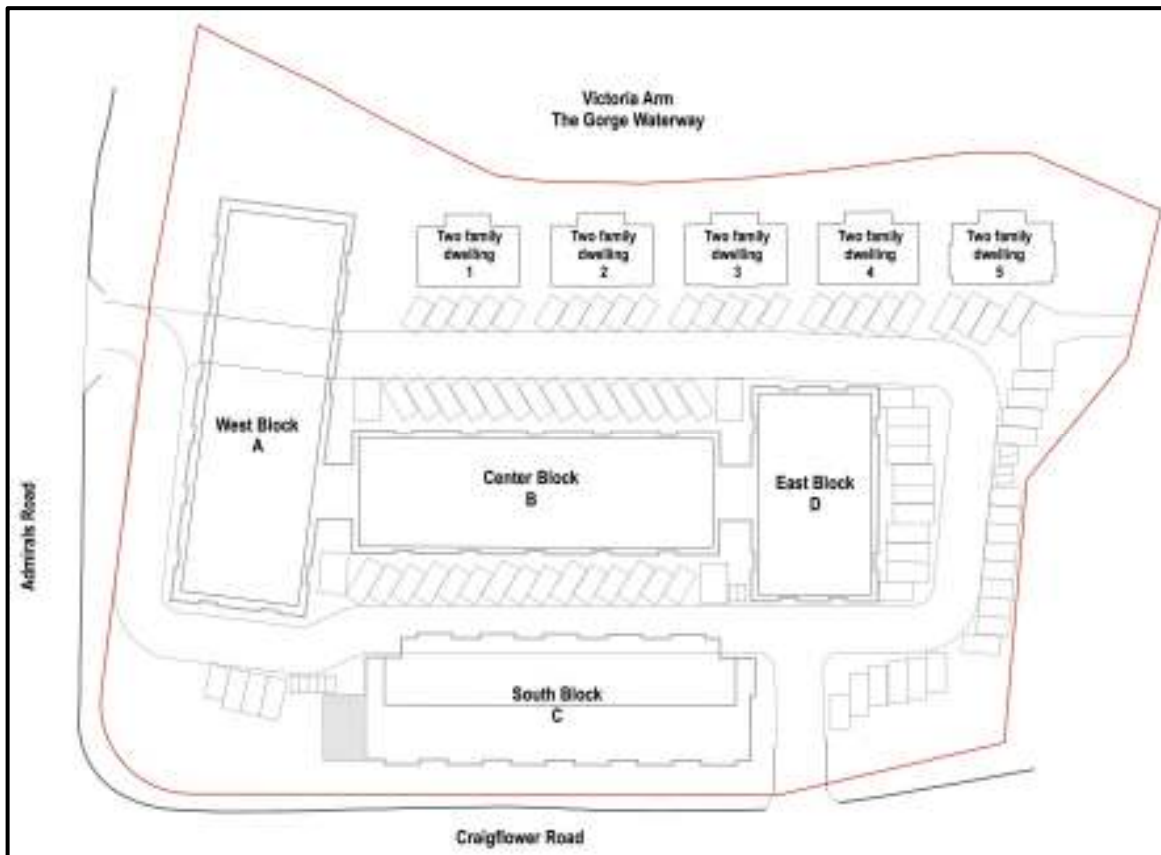 Victoria Arm
The Gorge Waterway
Two family
dwelling
1
Two family
dwelling
2
Two family
dwelling
3
Two family
dwelling
4
Two family
dwelling
5
West Block
A
Center Block
B
East Block
D
Admirals Road
South Block
C
Craigflower Road